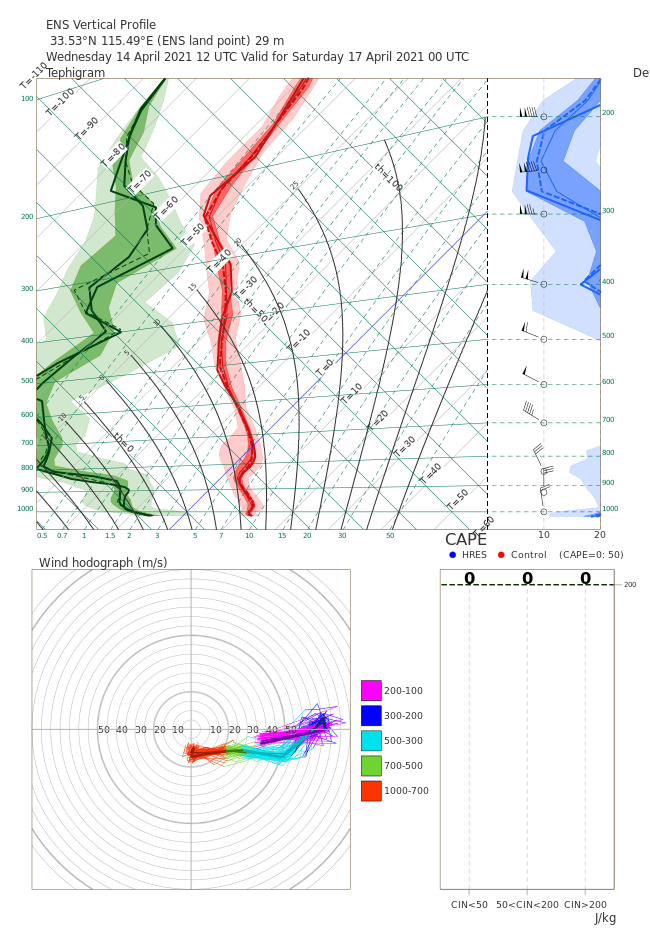 ENS Vertical Profile
33.53°N 115.49°E (ENS land point) 29 m
Wednesday 14 April 2021 12 UTC Valid for Saturday 17 April 2021 00 UTC
Tephigram
De
T=-110
T=-100
T=-90
T=-80
T=-70
T=-60
T=-50
T=-40
T=-30
T=-20
T=-10
T=0
T=10
T=20
T=30
T=40
T=50
T=60
th=100
th=50
th=0
25
20
15
10
5
-0
-5
-10
100
200
300
400
500
600
700
800
900
1000
0.5 0.7 1 1.5 2 3 5 7 10 15 20 30 50
200
300
400
500
600
700
800
900
1000
10 20
CAPE
HRES Control (CAPE=0: 50)
0 0 0
200
CIN<50 50<CIN<200 CIN>200
J/kg
Wind hodograph (m/s)
50 40 30 20 10 10 20 30 40 50
200-100
300-200
500-300
700-500
1000-700